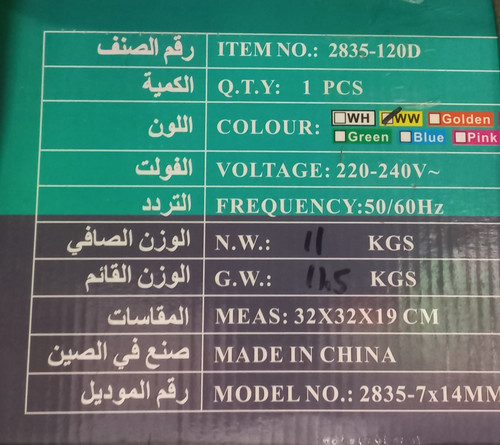 رقم الصنف ITEM NO.: 2835-120D
الكمية Q.T.Y: 1 PCS
اللون COLOUR: WH WW Golden
Green Blue Pink
الفولت VOLTAGE: 220-240V~
التردد FREQUENCY:50/60Hz
الوزن الصافي N.W.: 11 KGS
الوزن القائم G.W.: KGS
المقاسات MEAS: 32X32X19 CM
صنع في الصين MADE IN CHINA
رقم الموديل MODEL NO.: 2835-7x14MM